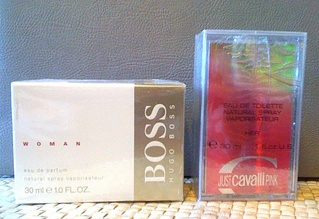 WOMAN
eau de parfum
natural spray vaporisateur
30 ml e 1.0 FL.OZ.
BOSS
HUGO BOSS
EAU DE TOILETTE
NATURAL SPRAY
VAPORISATEUR
HER
JUST cavalli PINK